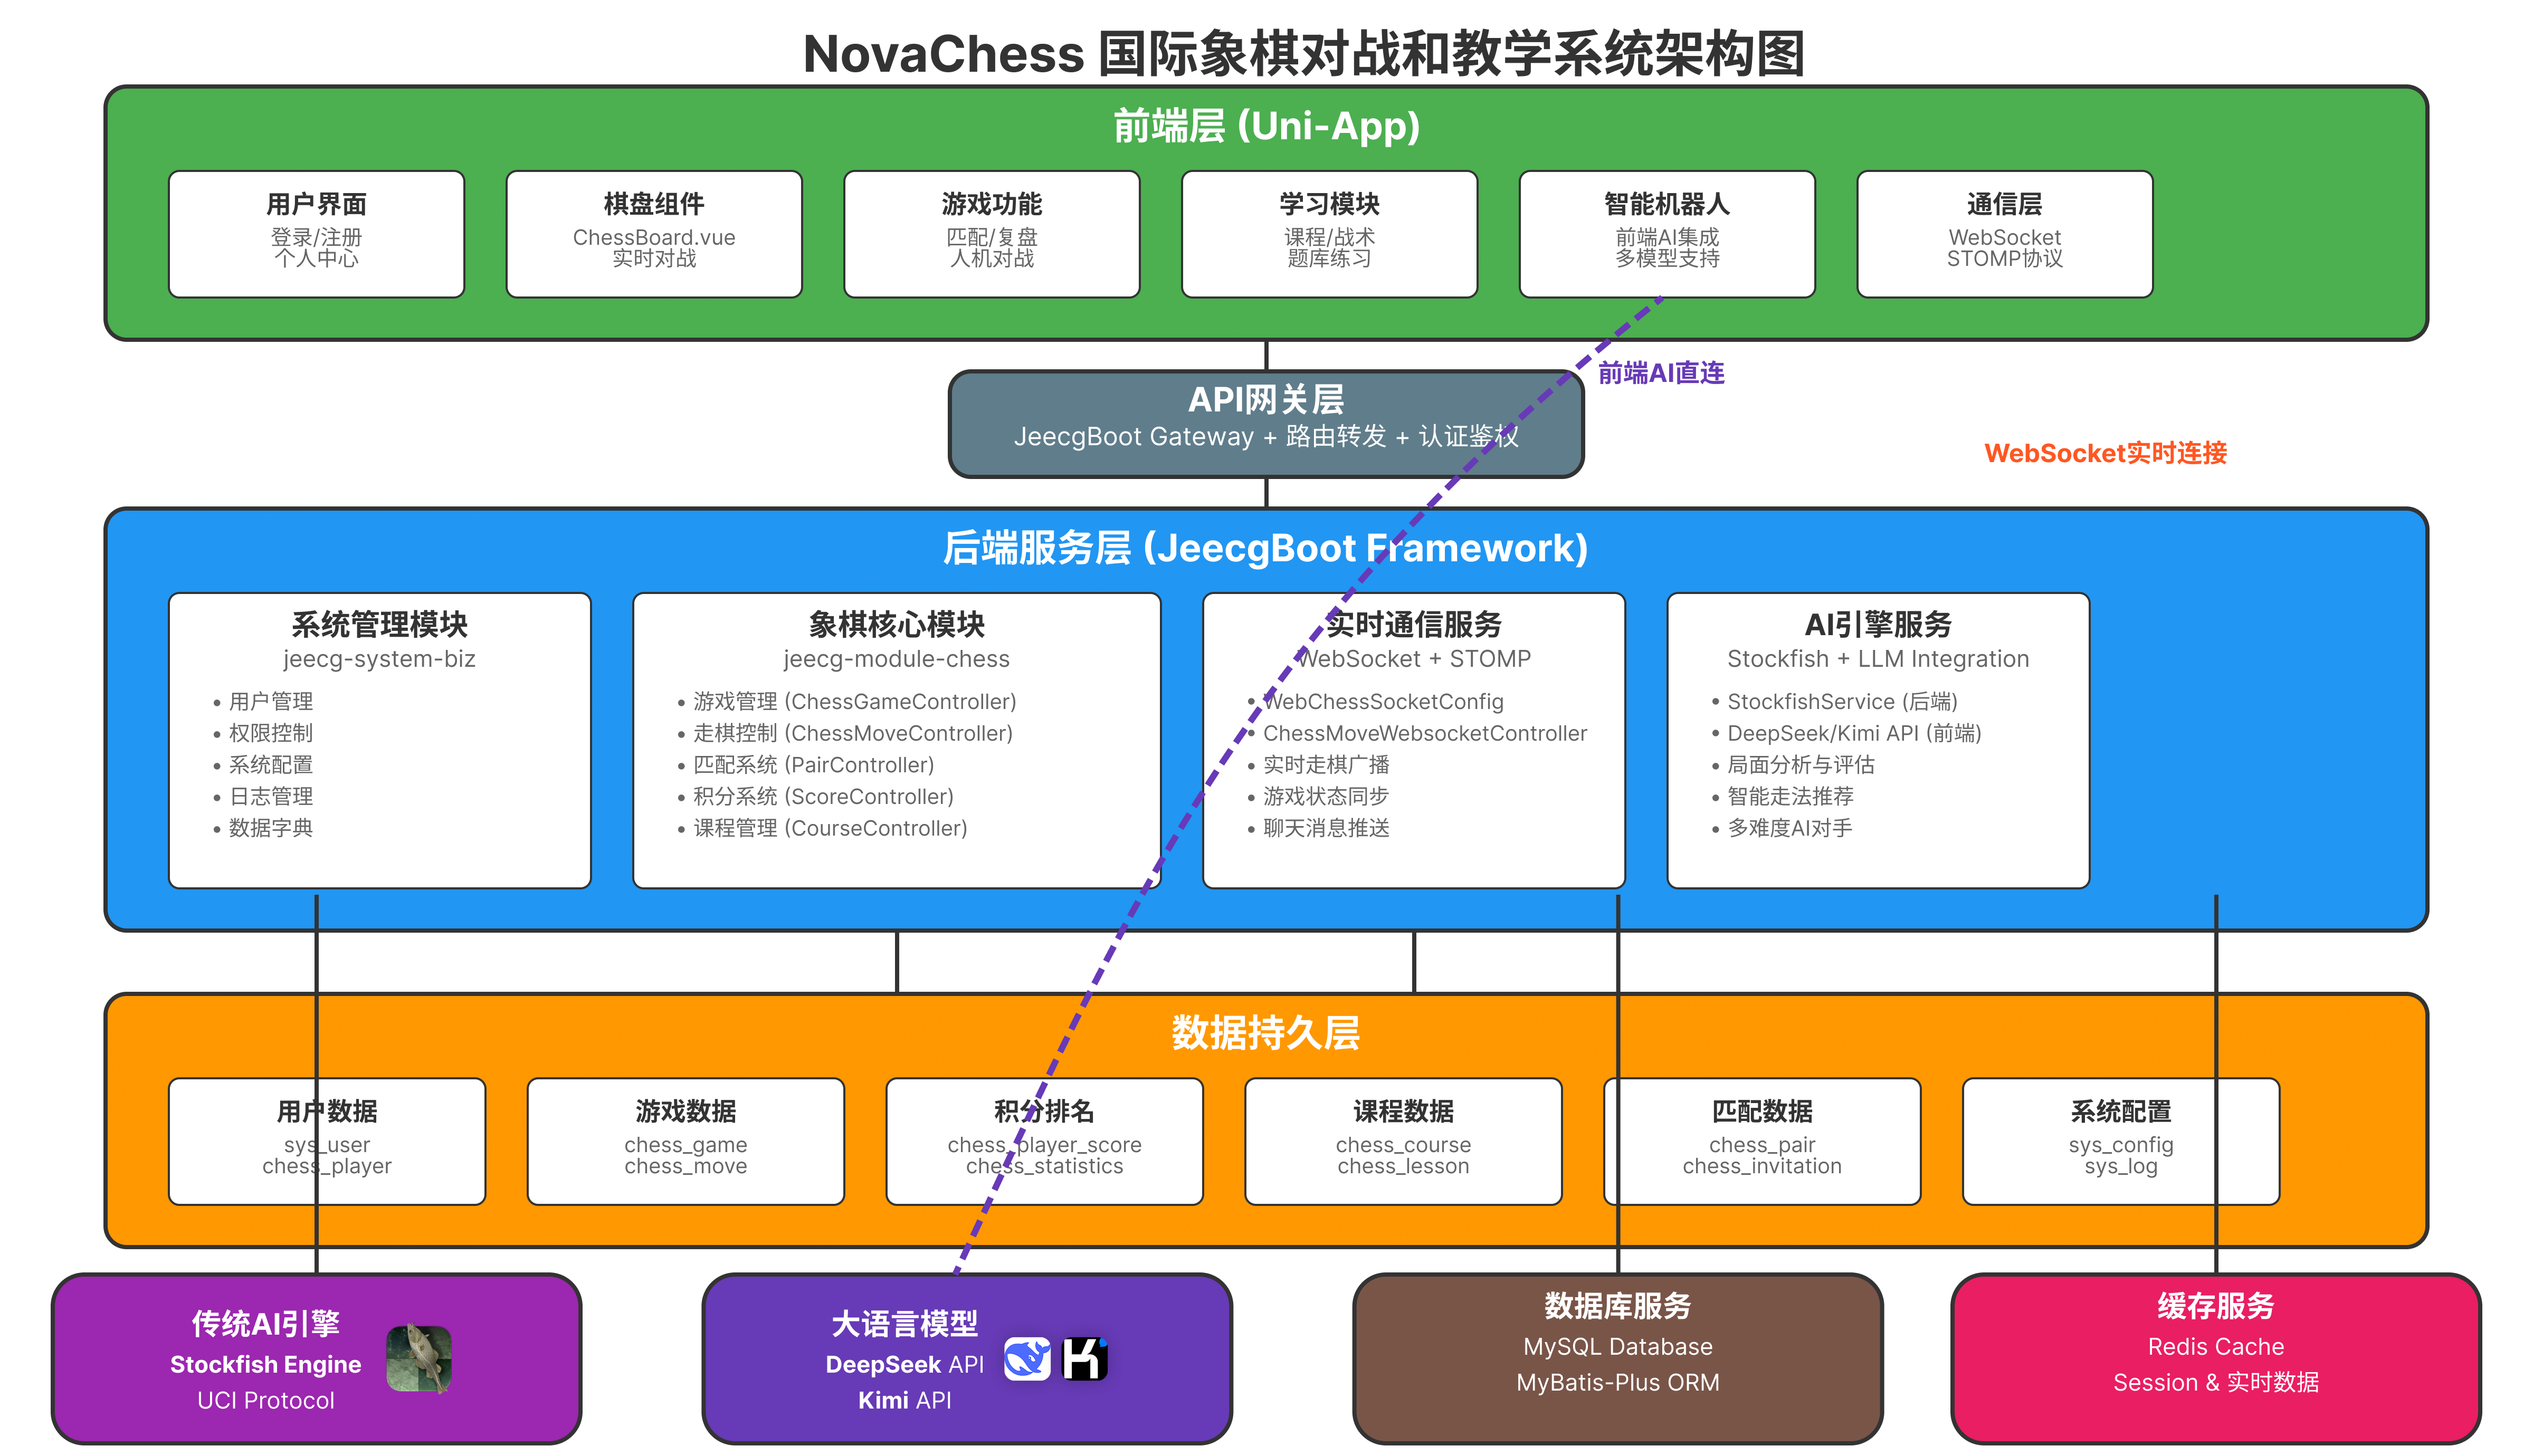 NovaChess 国际象棋对战和教学系统架构图
前端层 (Uni-App)
用户界面
登录/注册
个人中心
棋盘组件
ChessBoard.vue
实时对战
游戏功能
匹配/复盘
人机对战
学习模块
课程/战术
题库练习
智能机器人
前端AI集成
多模型支持
通信层
WebSocket
STOMP协议
前端AI直连
API网关层
JeecgBoot Gateway + 路由转发 + 认证鉴权
WebSocket实时连接
后端服务层 (JeecgBoot Framework)
系统管理模块
jeecg-system-biz
• 用户管理
• 权限控制
• 系统配置
• 日志管理
• 数据字典
象棋核心模块
jeecg-module-chess
• 游戏管理 (ChessGameController)
• 走棋控制 (ChessMoveController)
• 匹配系统 (PairController)
• 积分系统 (ScoreController)
• 课程管理 (CourseController)
实时通信服务
WebSocket + STOMP
• WebChessSocketConfig
• ChessMoveWebsocketController
• 实时走棋广播
• 游戏状态同步
• 聊天消息推送
AI引擎服务
Stockfish + LLM Integration
• StockfishService (后端)
• DeepSeek/Kimi API (前端)
• 局面分析与评估
• 智能走法推荐
• 多难度AI对手
数据持久层
用户数据
sys_user
chess_player
游戏数据
chess_game
chess_move
积分排名
chess_player_score
chess_statistics
课程数据
chess_course
chess_lesson
匹配数据
chess_pair
chess_invitation
系统配置
sys_config
sys_log
传统AI引擎
Stockfish Engine
UCI Protocol
大语言模型
DeepSeek API
Kimi API
K
数据库服务
MySQL Database
MyBatis-Plus ORM
缓存服务
Redis Cache
Session & 实时数据